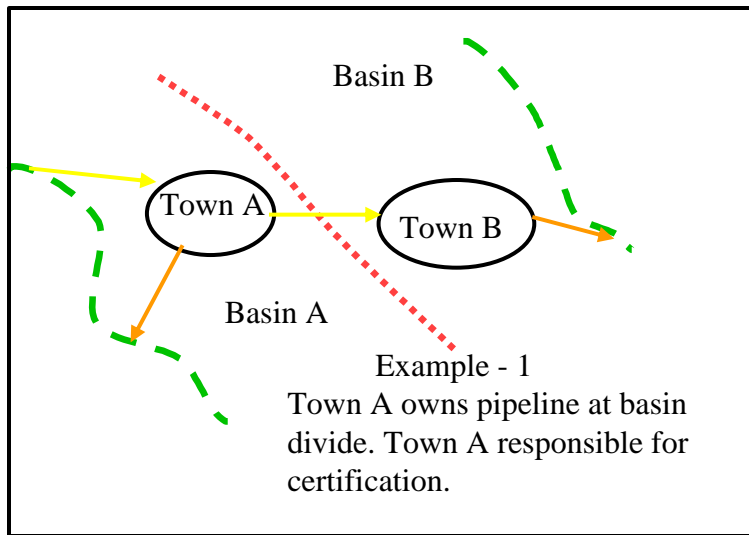 Basin B
Town A
Town B
Basin A
Example - 1
Town A owns pipeline at basin
divide. Town A responsible for
certification.